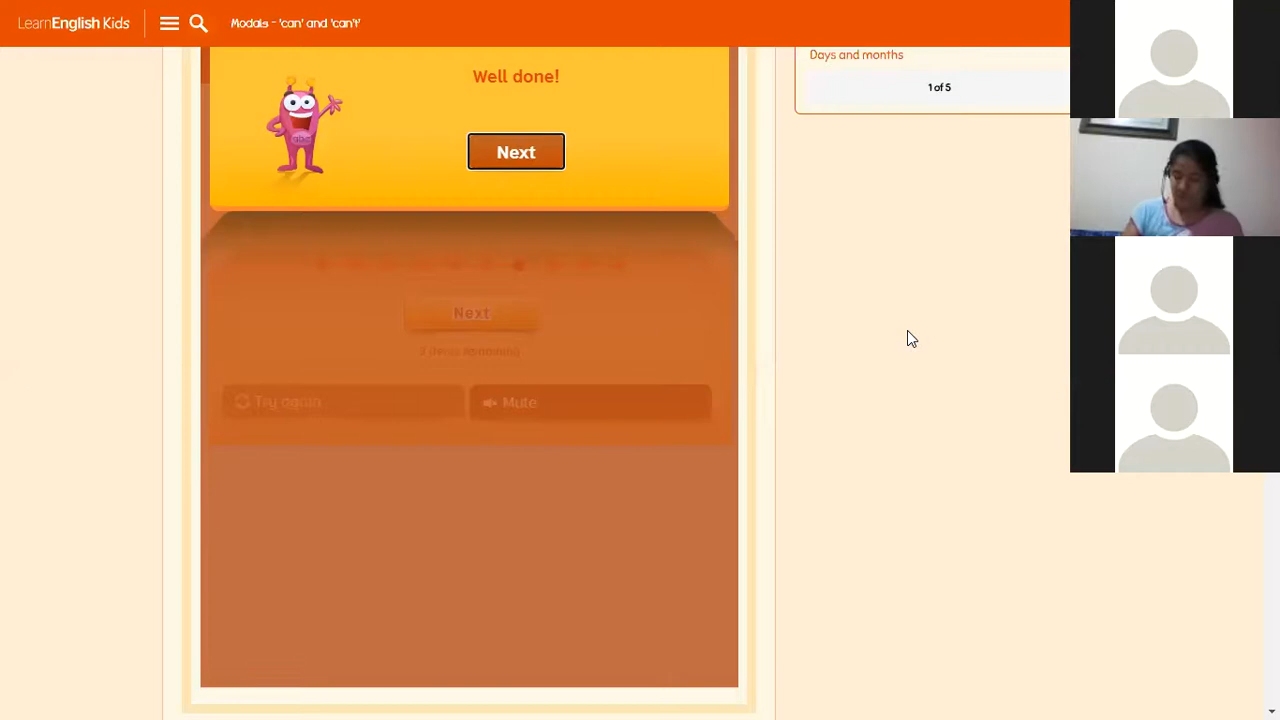 LearnEnglish Kids
Modals - 'can' and 'can't'
Days and months
1 of 5
Well done!
Next
Next
Try again
Mute